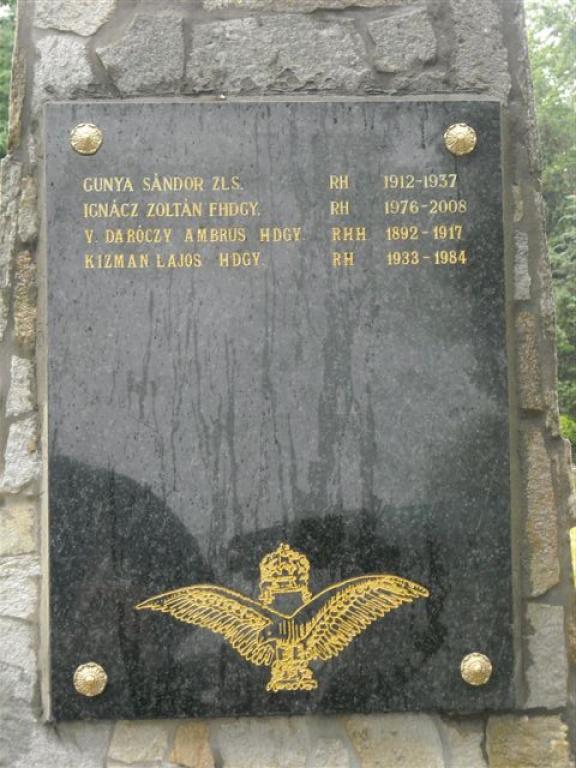 GUNYA SÁNDOR ZLS. RH 1912-1937
IGNÁCZ ZOLTÁN FHDGY. RH 1976-2008
V. DARÓCZY AMBRUS HDGY. RHH 1892-1917
KIZMAN LAJOS HDGY. RH 1933-1984